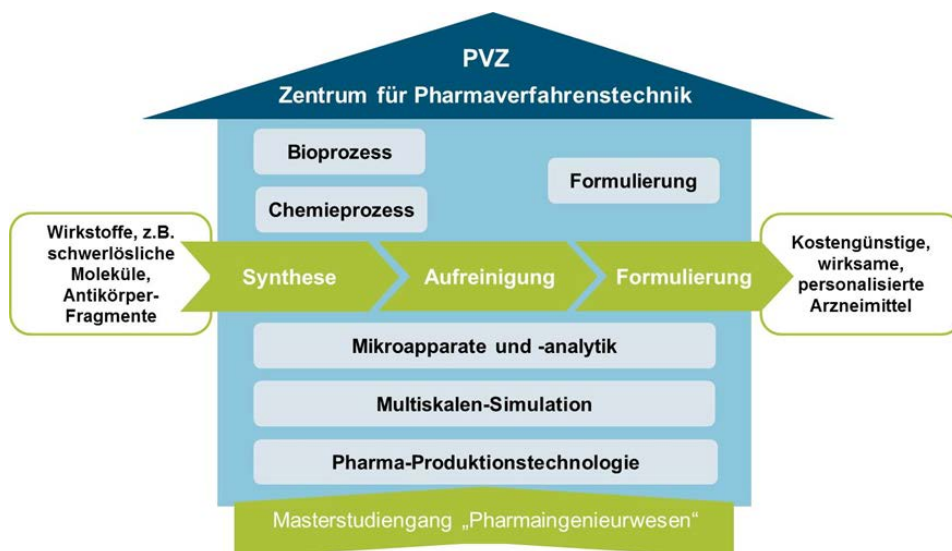 PVZ
Zentrum für Pharmaverfahrenstechnik
Bioprozess
Formulierung
Chemieprozess
Wirkstoffe, z.B.
schwerlösliche
Moleküle,
Antikörper-
Fragmente
Synthese
Aufreinigung
Formulierung
Kostengünstige,
wirksame,
personalisierte
Arzneimittel
Mikroapparate und -analytik
Multiskalen-Simulation
Pharma-Produktionstechnologie
Masterstudiengang „Pharmaingenieurwesen“